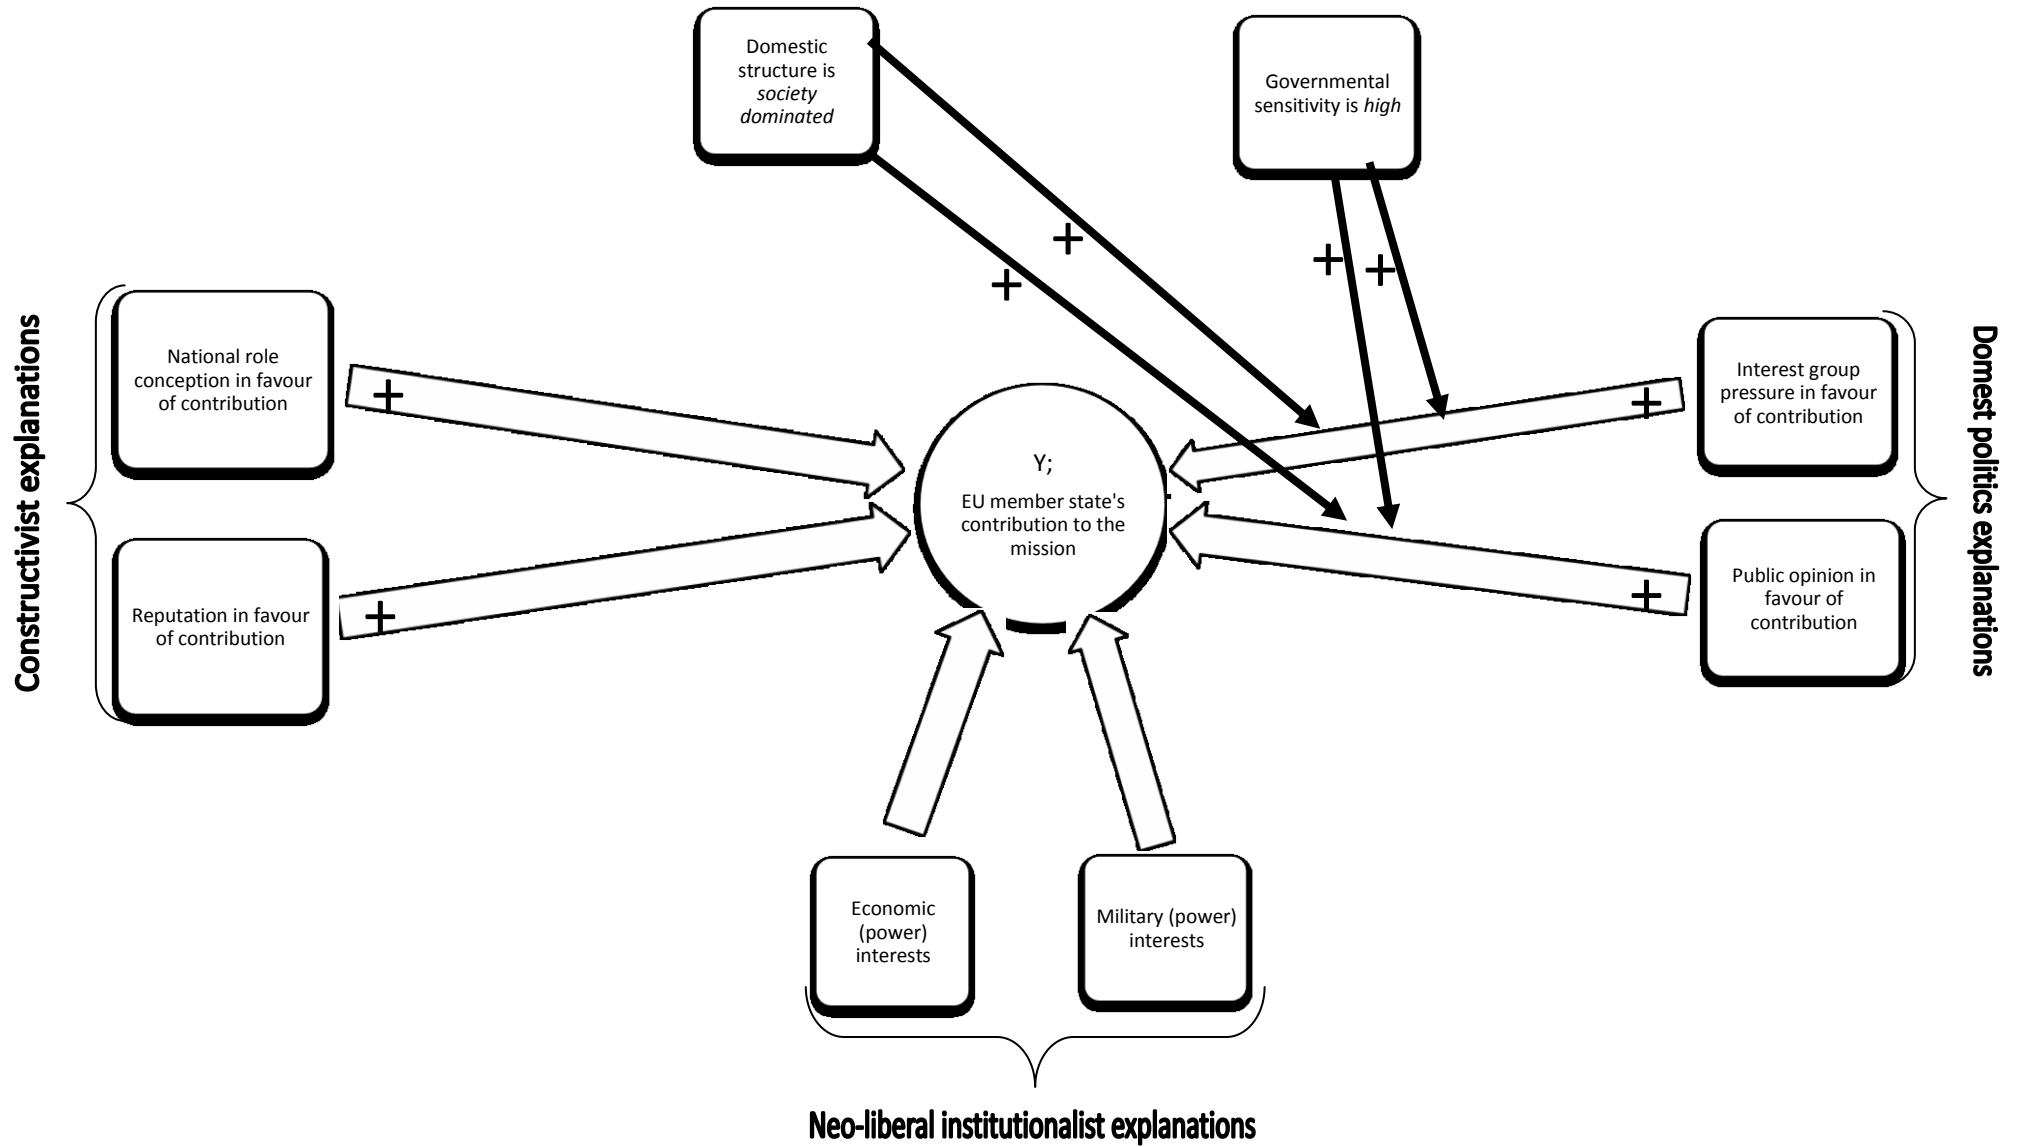 Domestic
structure is
society
dominated
Governmental
sensitivity is high
+
+
+
+
Constructivist explanations
National role
conception in favour
of contribution
+
Reputation in favour
of contribution
+
Y;
EU member state's
contribution to the
mission
+
Interest group
pressure in favour
of contribution
+
Public opinion in
favour of
contribution
Domest politics explanations
Economic
(power)
interests
Military (power)
interests
Neo-liberal institutionalist explanations